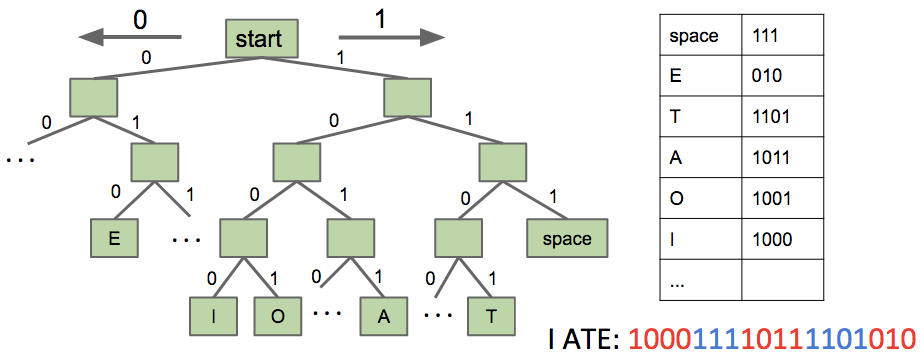 0 1
start
0 1
0 1 0 1
...
0 1 0 1 0 1
E ... space
0 1 0 1 0 1
I O ... A ... T
space 111
E 010
T 1101
A 1011
O 1001
I 1000
...
I ATE: 1000111101111101010